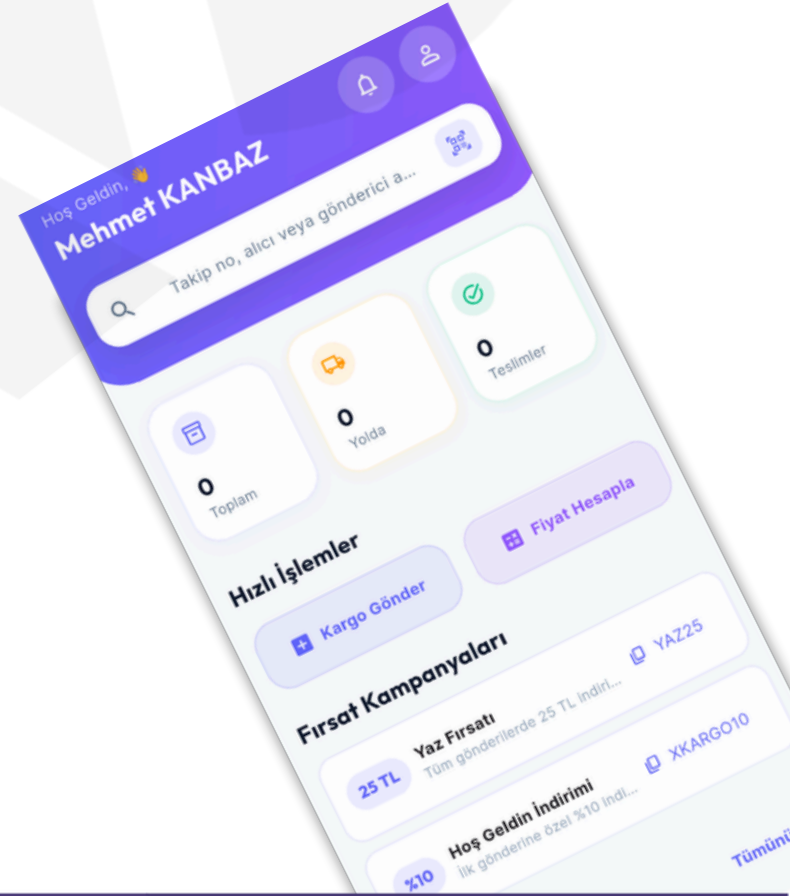 Hoş Geldin, 👋
Mehmet KANBAZ
Takip no, alıcı veya gönderici a...
0
Toplam
0
Yolda
0
Teslimler
Hızlı İşlemler
Kargo Gönder
Fiyat Hesapla
Fırsat Kampanyaları
25 TL
Yaz Fırsatı
Tüm gönderilerde 25 TL indiri...
YAZ25
%10
Hoş Geldin İndirimi
İlk gönderine özel %10 indi...
XKARGO10
Tümünü